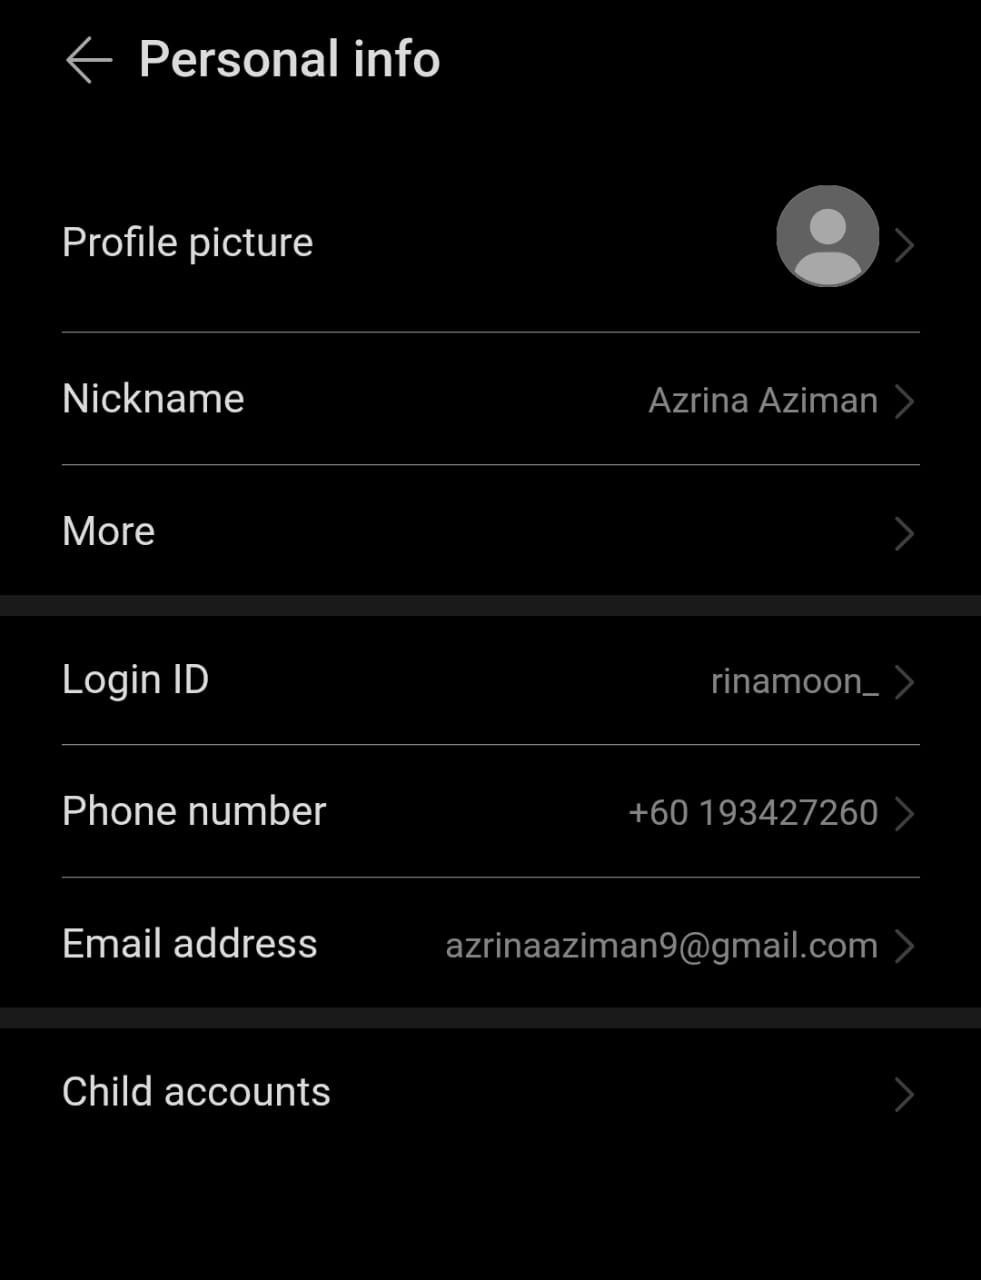 Personal info
Profile picture
Nickname Azrina Aziman
More
Login ID rinamoon_
Phone number +60 193427260
Email address azrinaaziman9@gmail.com
Child accounts